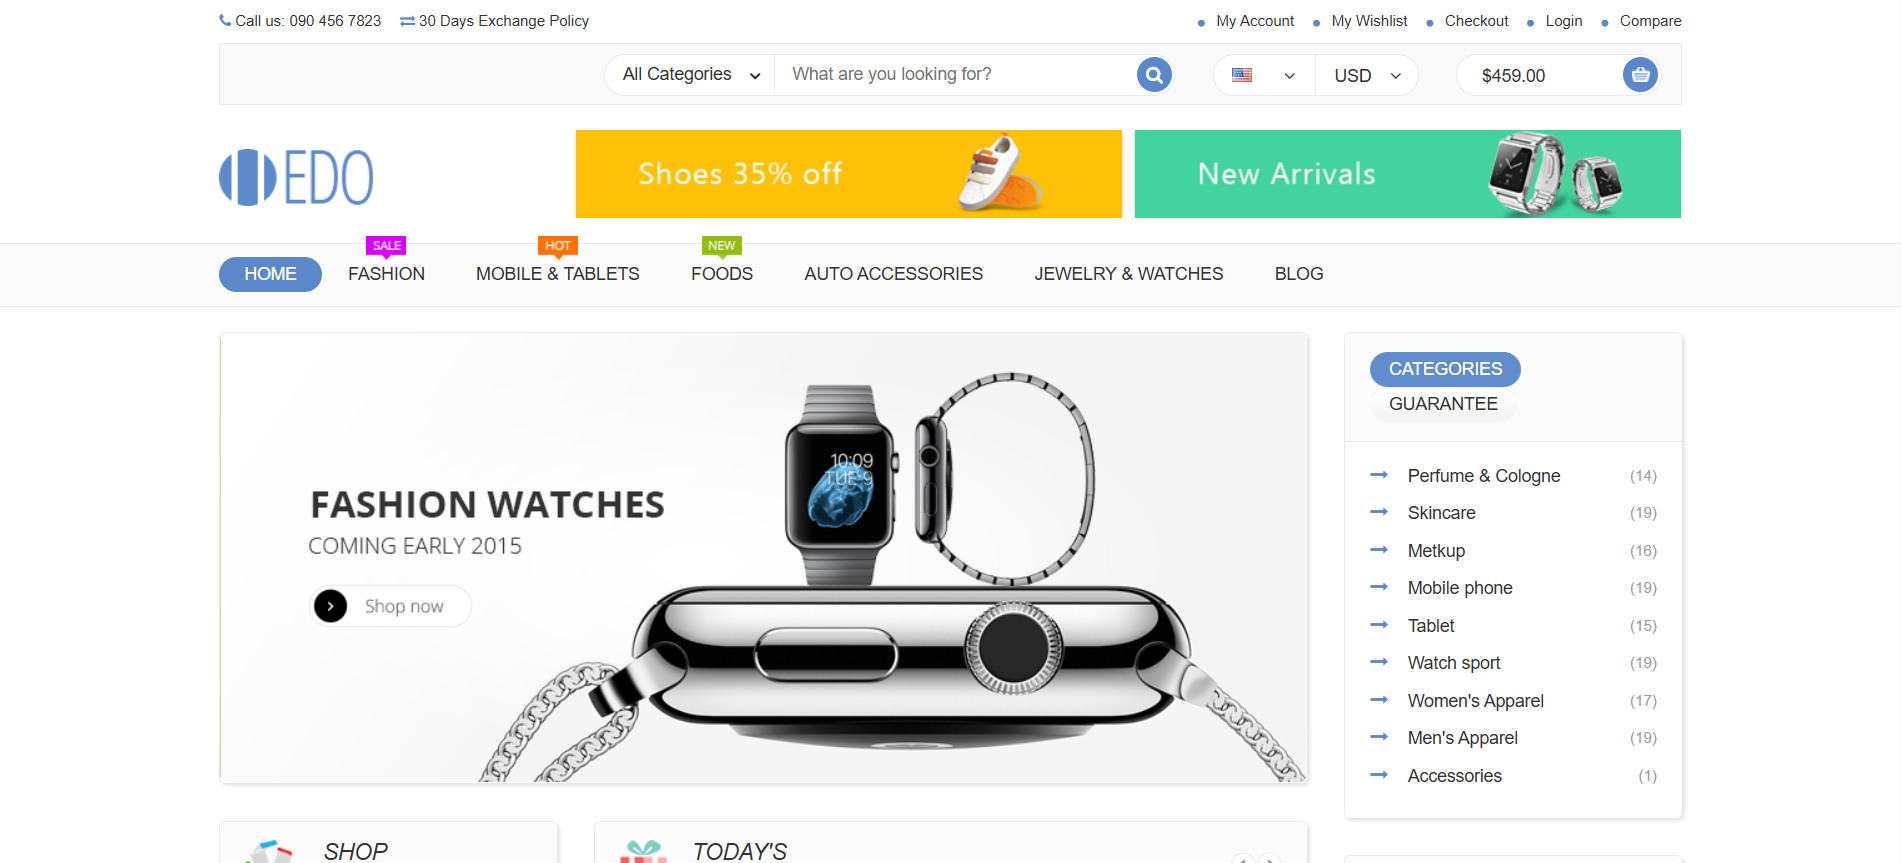 Call us: 090 456 7823 30 Days Exchange Policy My Account My Wishlist Checkout Login Compare
All Categories What are you looking for? USD $459.00
EDO
Shoes 35% off
New Arrivals
SALE HOT NEW
HOME FASHION MOBILE & TABLETS FOODS AUTO ACCESSORIES JEWELRY & WATCHES BLOG
FASHION WATCHES
COMING EARLY 2015
Shop now
10:09
TUE 9
CATEGORIES
GUARANTEE
Perfume & Cologne (14)
Skincare (19)
Metkup (16)
Mobile phone (19)
Tablet (15)
Watch sport (19)
Women's Apparel (17)
Men's Apparel (19)
Accessories (1)
SHOP
TODAY'S